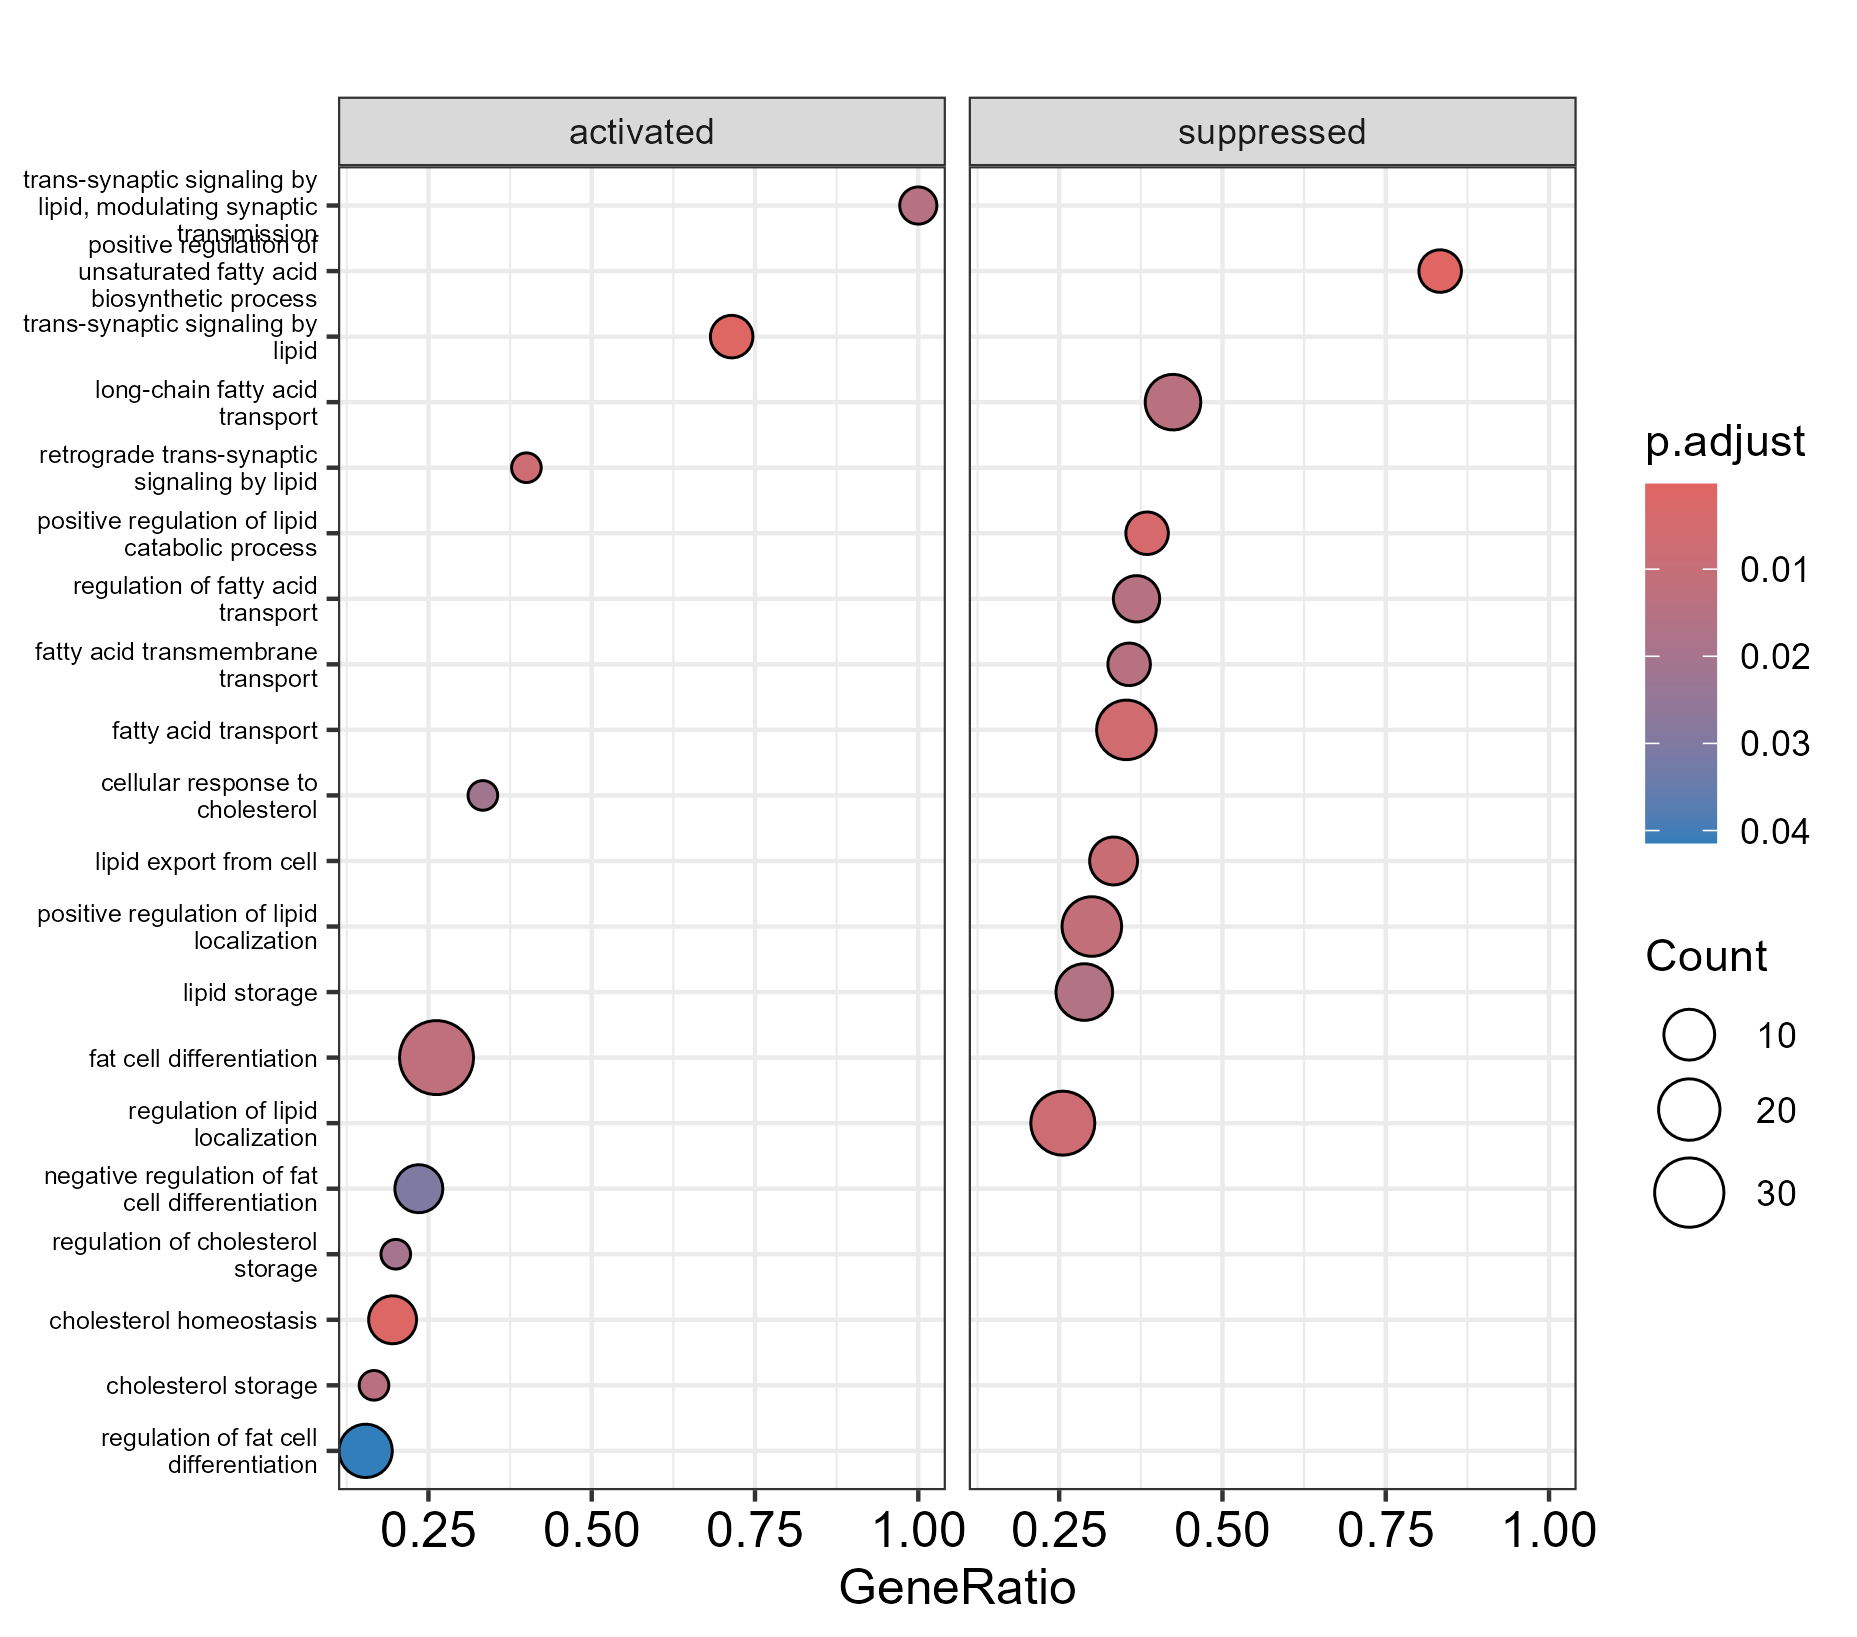 activated
suppressed
trans-synaptic signaling by
lipid, modulating synaptic
transmission
positive regulation of
unsaturated fatty acid
biosynthetic process
trans-synaptic signaling by
lipid
long-chain fatty acid
transport
retrograde trans-synaptic
signaling by lipid
positive regulation of lipid
catabolic process
regulation of fatty acid
transport
fatty acid transmembrane
transport
fatty acid transport
cellular response to
cholesterol
lipid export from cell
positive regulation of lipid
localization
lipid storage
fat cell differentiation
regulation of lipid
localization
negative regulation of fat
cell differentiation
regulation of cholesterol
storage
cholesterol homeostasis
cholesterol storage
regulation of fat cell
differentiation
0.25 0.50 0.75 1.00 0.25 0.50 0.75 1.00
GeneRatio
p.adjust
0.01
0.02
0.03
0.04
Count
10
20
30